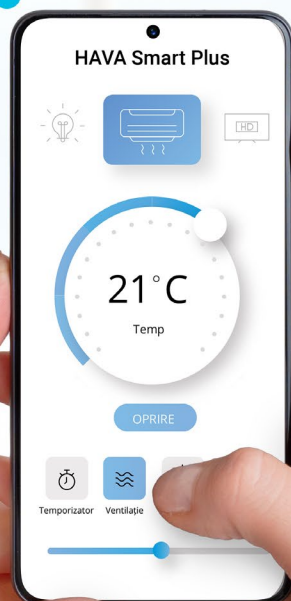 HAVA Smart Plus
HD
21°C
Temp
OPRIRE
Temporizator Ventilație